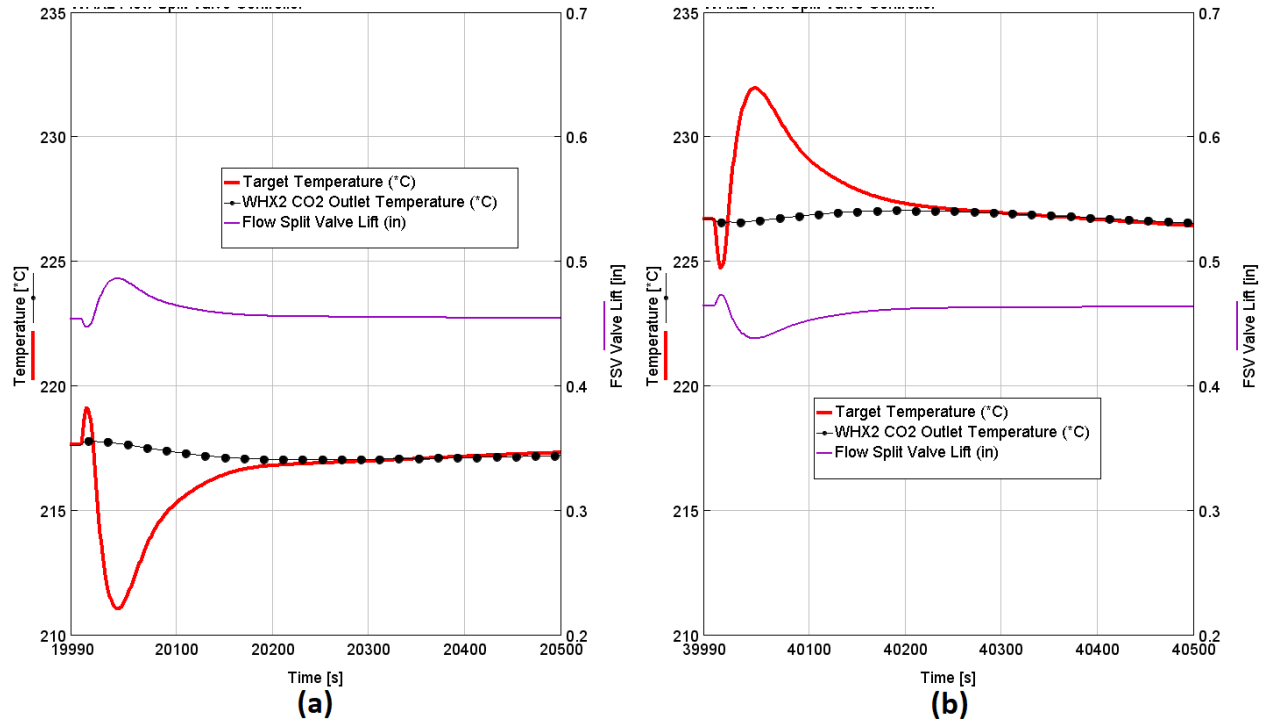 235
230
225
220
215
210
0.7
0.6
0.5
0.4
0.3
0.2
Temperature [*C]
FSV Valve Lift [in]
Target Temperature (*C)
WHX2 CO2 Outlet Temperature (*C)
Flow Split Valve Lift (in)
19990 20100 20200 20300 20400 20500
Time [s]
(a)
235
230
225
220
215
210
0.7
0.6
0.5
0.4
0.3
0.2
Temperature [*C]
FSV Valve Lift [in]
Target Temperature (*C)
WHX2 CO2 Outlet Temperature (*C)
Flow Split Valve Lift (in)
39990 40100 40200 40300 40400 40500
Time [s]
(b)